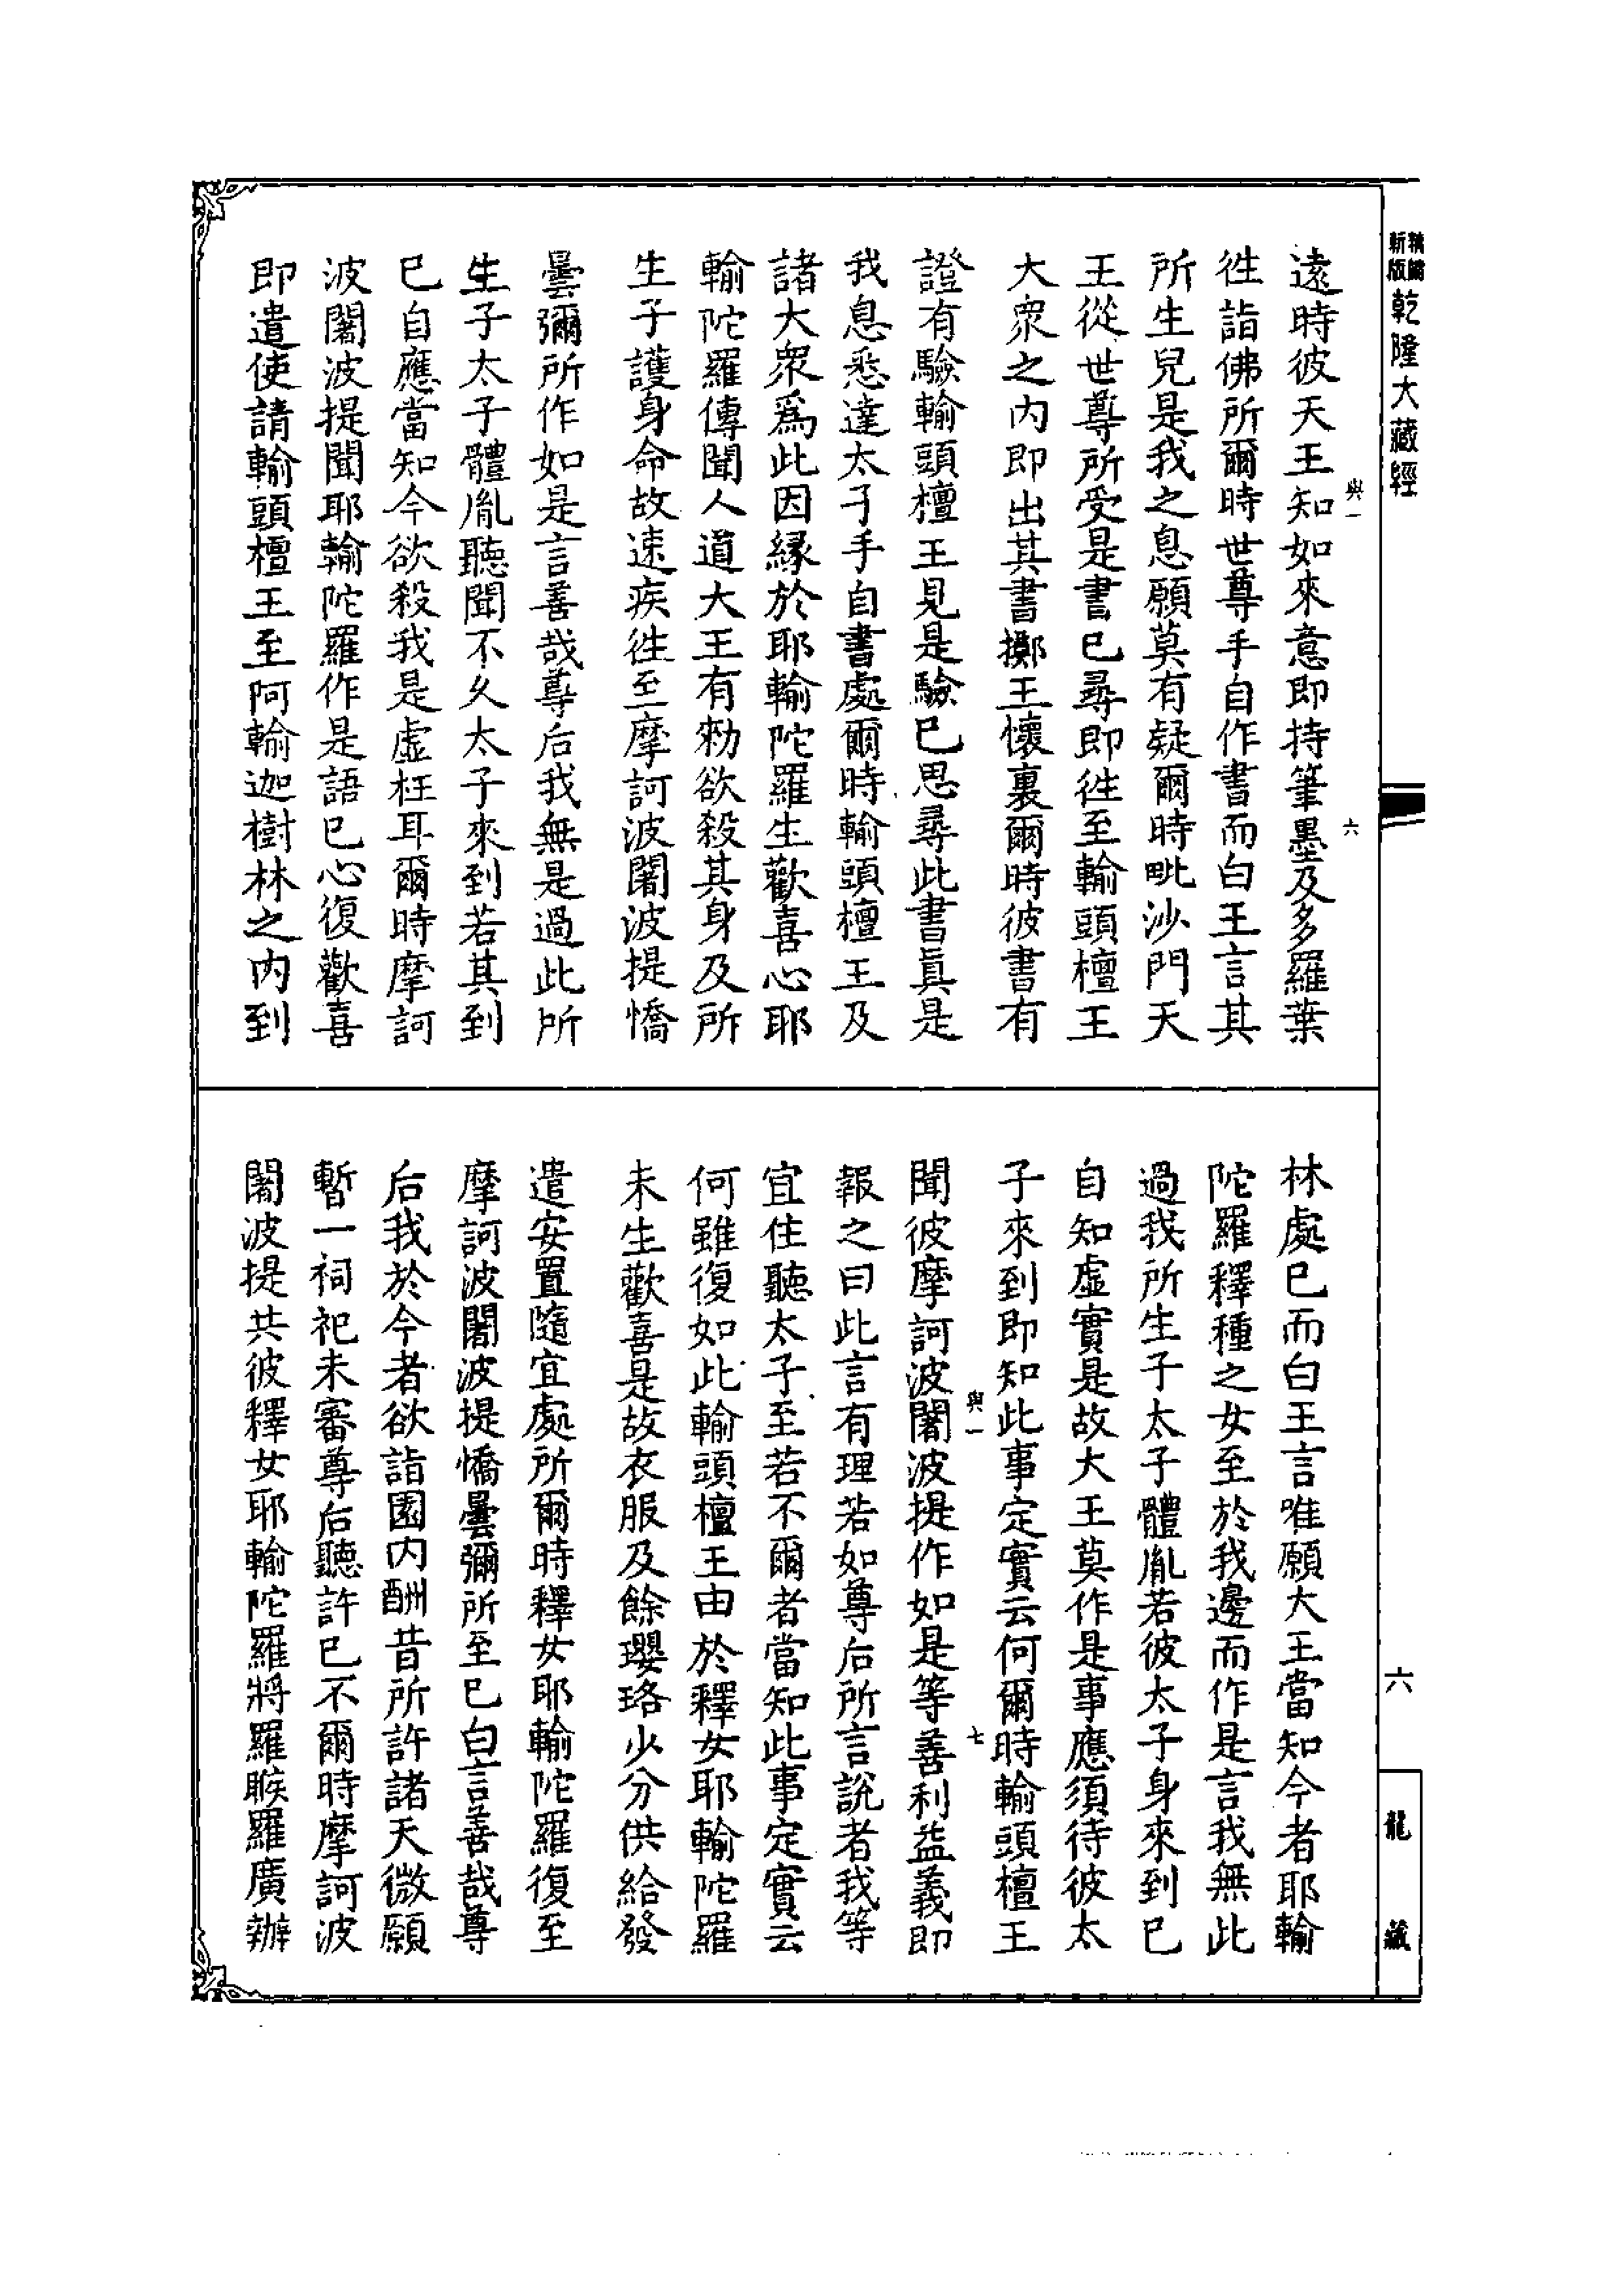 精繡
新版
乾隆大藏經
與一
六
遠時彼天王知如來意即持筆墨及多羅葉
徃詣佛所爾時世尊手自作書而白王言其
所生兒是我之息願莫有疑爾時毗沙門天
王從世尊所受是書已尋即徃至輸頭檀王
大衆之内即出其書擲王懷裏爾時彼書有
證有驗輸頭檀王見是驗已思尋此書眞是
我息悉達太子手自書處爾時輸頭檀王及
諸大衆爲此因縁於耶輸陀羅生歡喜心耶
輸陀羅傳聞人道大王有勑欲殺其身及所
生子護身命故速疾徃至摩訶波闍波提憍
曇彌所作如是言善哉尊后我無是過此所
生子太子體胤聽聞不久太子來到若其到
已自應當知今欲殺我是虛枉耳爾時摩訶
波闍波提聞耶輸陀羅作是語已心復歡喜
即遣使請輸頭檀王至阿輸迦樹林之内到
林處已而白王言唯願大王當知今者耶輸
陀羅釋種之女至於我邊而作是言我無此
過我所生子太子體胤若彼太子身來到已
自知虛實是故大王莫作是事應須待彼太
子來到即知此事定實云何爾時輸頭檀王
與一
七
聞彼摩訶波闍波提作如是等善利益義即
報之曰此言有理若如尊后所言說者我等
宜住聽太子至若不爾者當知此事定實云
何雖復如此輸頭檀王由於釋女耶輸陀羅
未生歡喜是故衣服及餘瓔珞少分供給發
遣安置隨宜處所爾時釋女耶輸陀羅復至
摩訶波闍波提憍曇彌所至已白言善哉尊
后我於今者欲詣園内酬昔所許諸天微願
暫一祠祀未審尊后聽許已不爾時摩訶波
闍波提共彼釋女耶輸陀羅將羅睺羅廣辦
六
龍藏